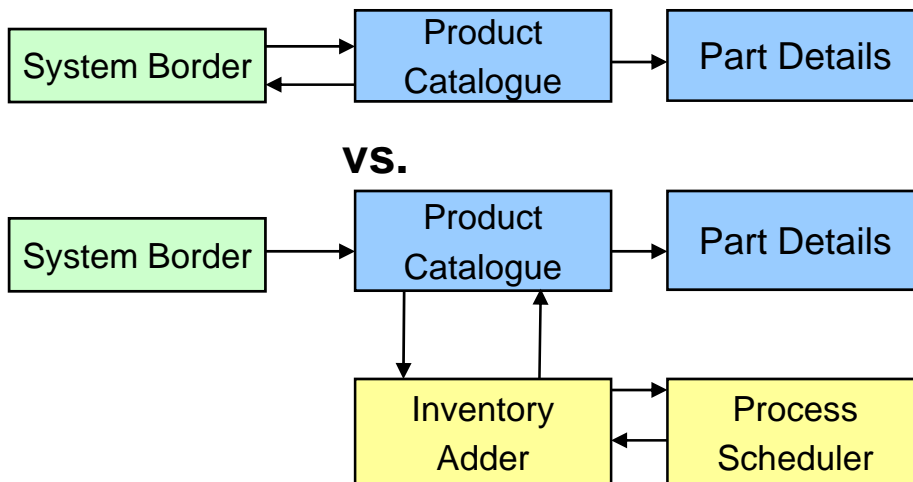 System Border
Product
Catalogue
Part Details
vs.
System Border
Product
Catalogue
Part Details
Inventory
Adder
Process
Scheduler